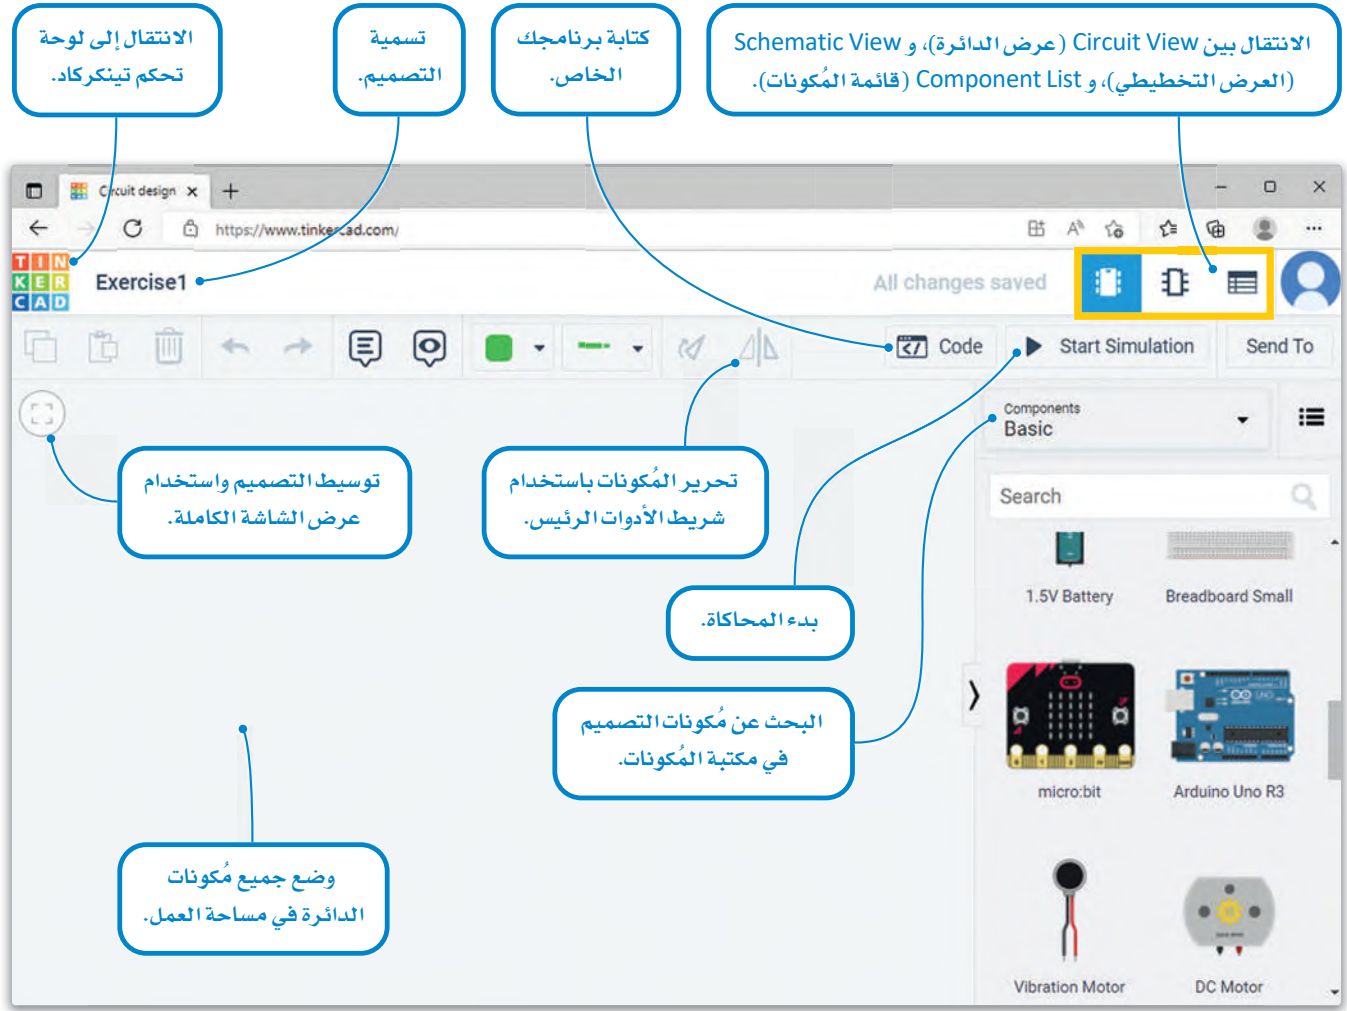 الانتقال إلى لوحة
تحكم تينكركاد.
تسمية
التصميم.
كتابة برنامجك
الخاص.
الانتقال بين Circuit View (عرض الدائرة)، و Schematic View
(العرض التخطيطي)، و Component List (قائمة المُكونات).
Circuit design
https://www.tinkercad.com/
TIN
KER
CAD
Exercise1
All changes saved
Code
Start Simulation
Send To
Components
Basic
Search
توسيط التصميم واستخدام
عرض الشاشة الكاملة.
تحرير المُكونات باستخدام
شريط الأدوات الرئيس.
بدء المحاكاة.
البحث عن مُكونات التصميم
في مكتبة المُكونات.
وضع جميع مُكونات
الدائرة في مساحة العمل.
1.5V Battery
Breadboard Small
micro:bit
Arduino Uno R3
Vibration Motor
DC Motor